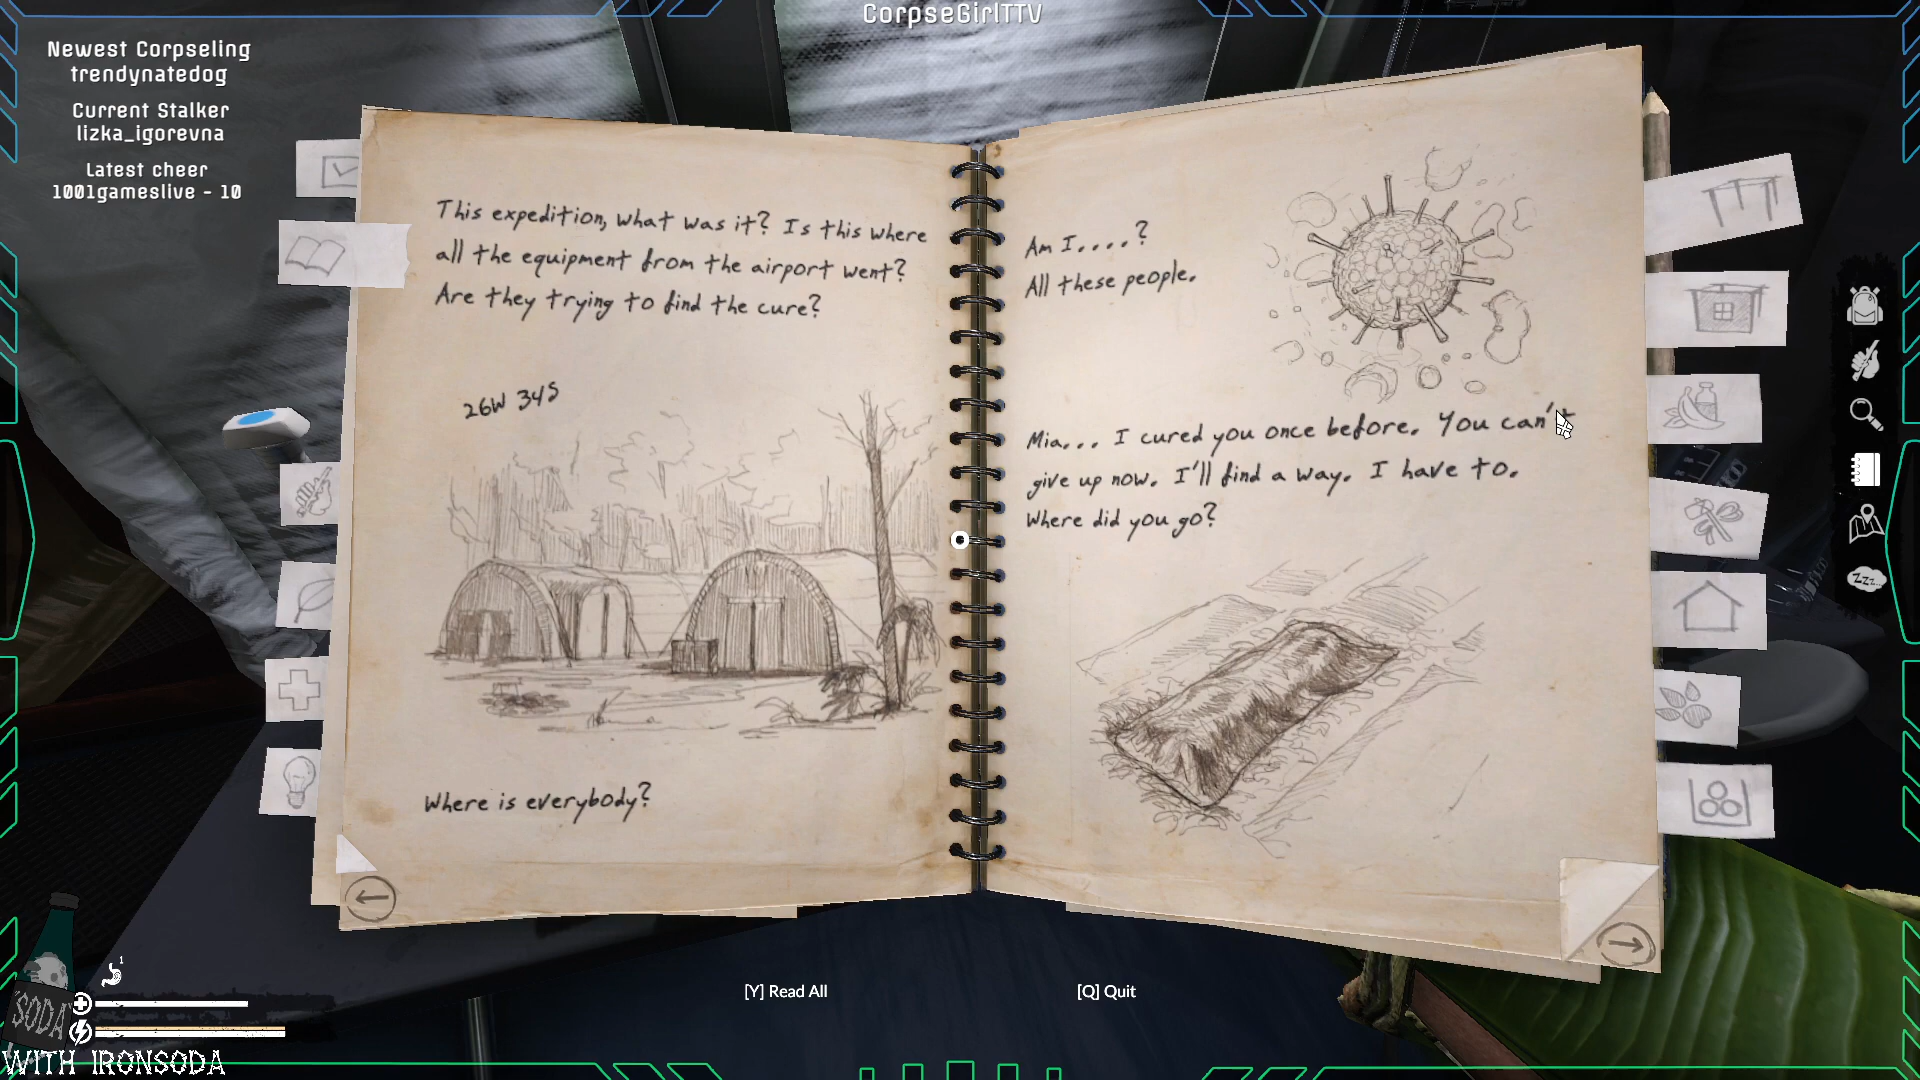 CorpseGirlTTV
Newest Corpseling
trendynatedog
Current Stalker
lizka_igorevna
Latest cheer
1001gameslive - 10
This expedition, what was it? Is this where
all the equipment from the airport went?
Are they trying to find the cure?
26W 34S
Where is everybody?
Am I....?
All these people.
Mia... I cured you once before. You can't
give up now. I'll find a way. I have to.
Where did you go?
Zzz..
1
[Y] Read All
[Q] Quit
SODA
WITH IRONSODA